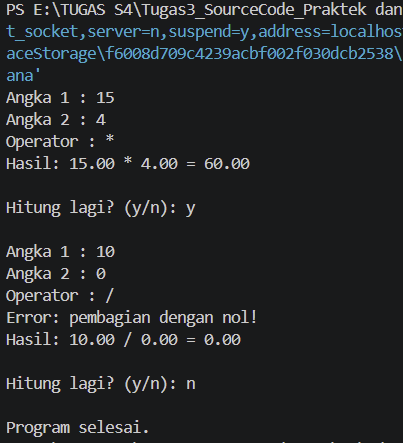 PS E:\TUGAS S4\Tugas3_SourceCode_Praktek dan
t_socket,server=n,suspend=y,address=localhos
aceStorage\f6008d709c4239acbf002f030dcb2538\
ana'
Angka 1 : 15
Angka 2 : 4
Operator : *
Hasil: 15.00 * 4.00 = 60.00

Hitung lagi? (y/n): y

Angka 1 : 10
Angka 2 : 0
Operator : /
Error: pembagian dengan nol!
Hasil: 10.00 / 0.00 = 0.00

Hitung lagi? (y/n): n

Program selesai.